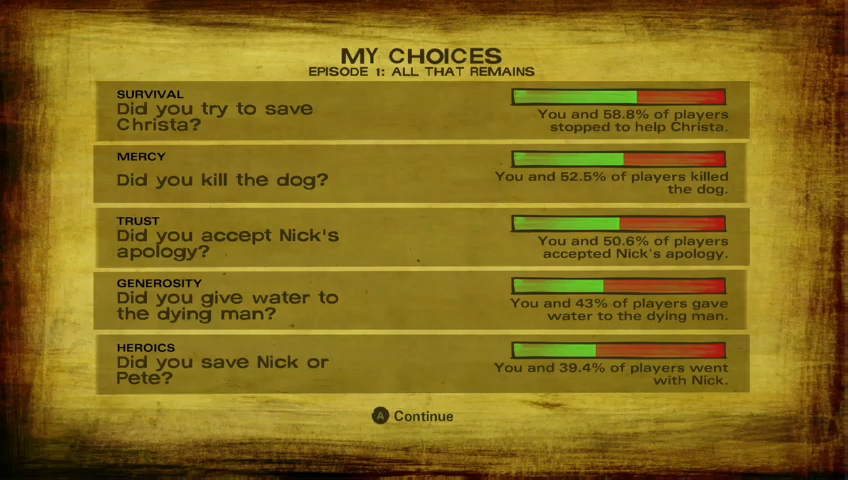 MY CHOICES
EPISODE 1: ALL THAT REMAINS
SURVIVAL
Did you try to save
Christa?
You and 58.8% of players
stopped to help Christa.
MERCY
Did you kill the dog?
You and 52.5% of players killed
the dog.
TRUST
Did you accept Nick's
apology?
You and 50.6% of players
accepted Nick's apology.
GENEROSITY
Did you give water to
the dying man?
You and 43% of players gave
water to the dying man.
HEROICS
Did you save Nick or
Pete?
You and 39.4% of players went
with Nick.
A Continue